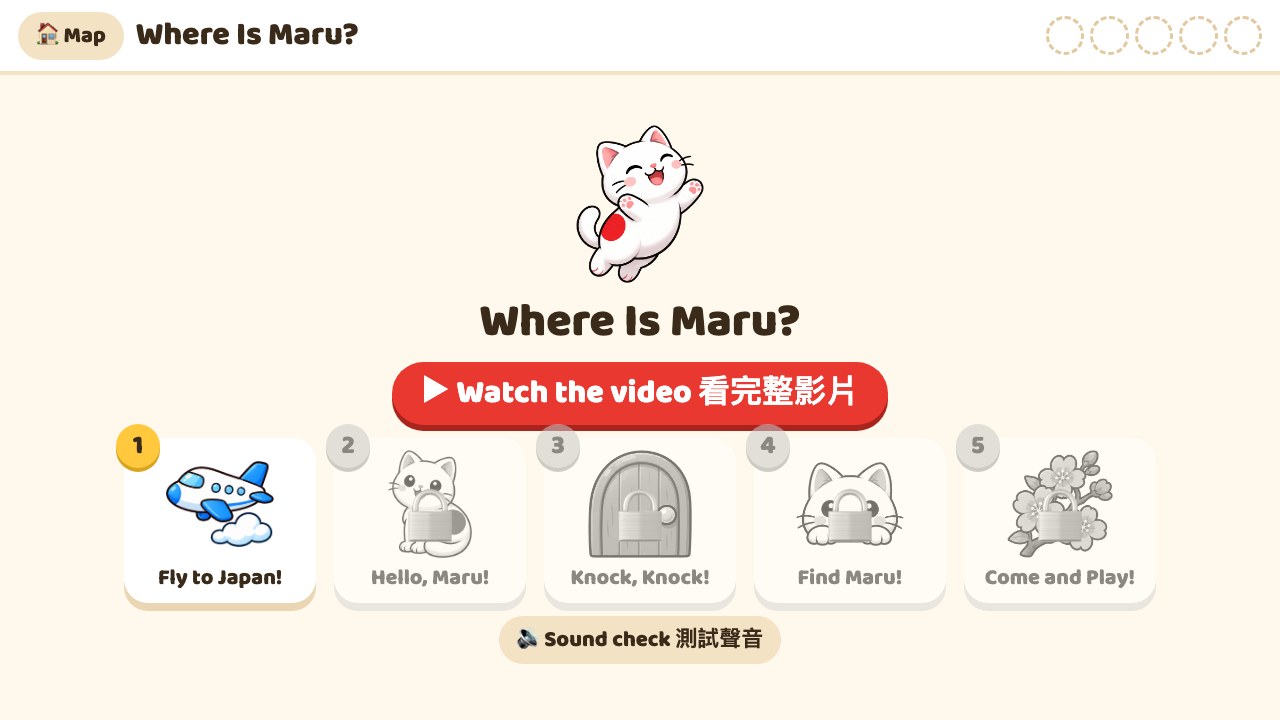 Map
Where Is Maru?
Where Is Maru?
Watch the video 看完整影片
1
2
3
4
5
Fly to Japan!
Hello, Maru!
Knock, Knock!
Find Maru!
Come and Play!
Sound check 測試聲音